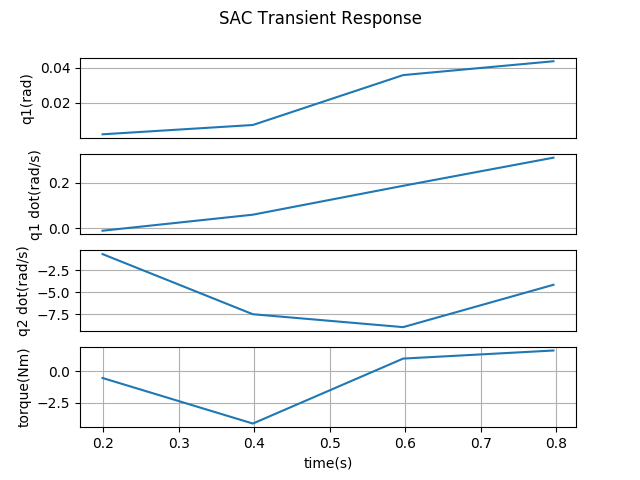 SAC Transient Response
q1(rad)
0.04
0.02
q1 dot(rad/s)
0.2
0.0
q2 dot(rad/s)
−2.5
−5.0
−7.5
torque(Nm)
0.0
−2.5
0.2 0.3 0.4 0.5 0.6 0.7 0.8
time(s)